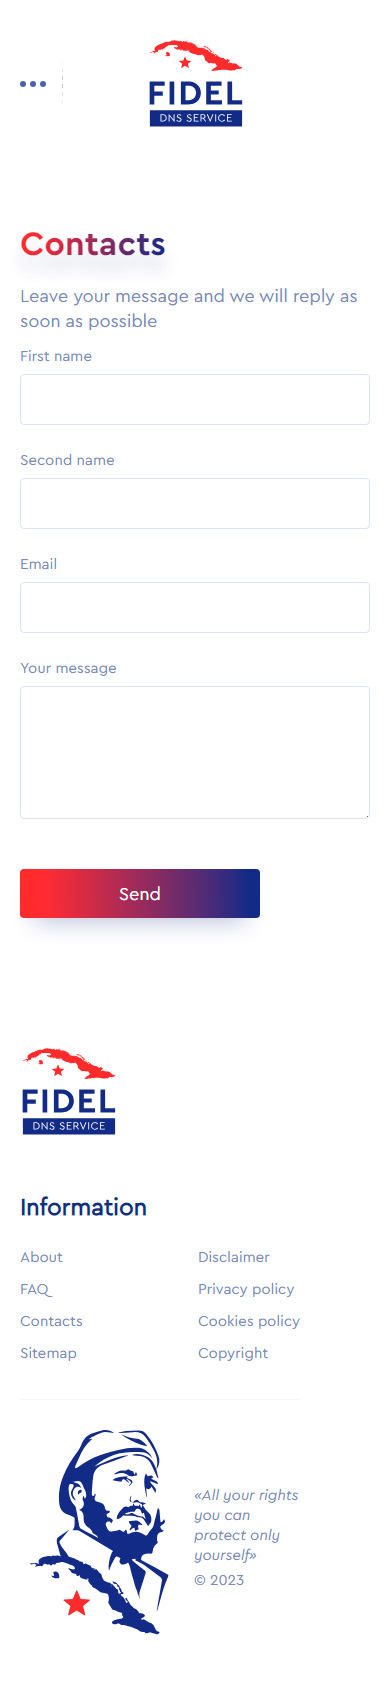 FIDEL
DNS SERVICE
Contacts
Leave your message and we will reply as
soon as possible
First name
Second name
Email
Your message
Send
FIDEL
DNS SERVICE
Information
About
Disclaimer
FAQ
Privacy policy
Contacts
Cookies policy
Sitemap
Copyright
«All your rights
you can
protect only
yourself»
© 2023